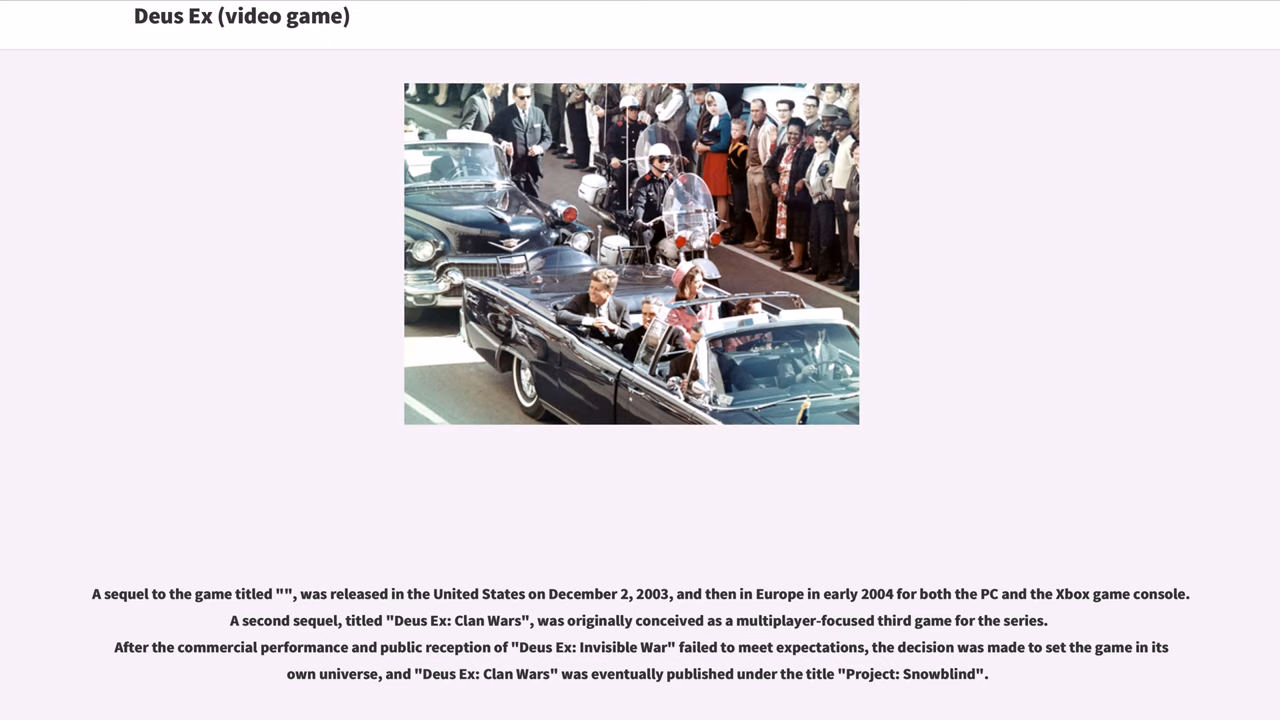 Deus Ex (video game)
A sequel to the game titled "", was released in the United States on December 2, 2003, and then in Europe in early 2004 for both the PC and the Xbox game console.
A second sequel, titled "Deus Ex: Clan Wars", was originally conceived as a multiplayer-focused third game for the series.
After the commercial performance and public reception of "Deus Ex: Invisible War" failed to meet expectations, the decision was made to set the game in its
own universe, and "Deus Ex: Clan Wars" was eventually published under the title "Project: Snowblind".